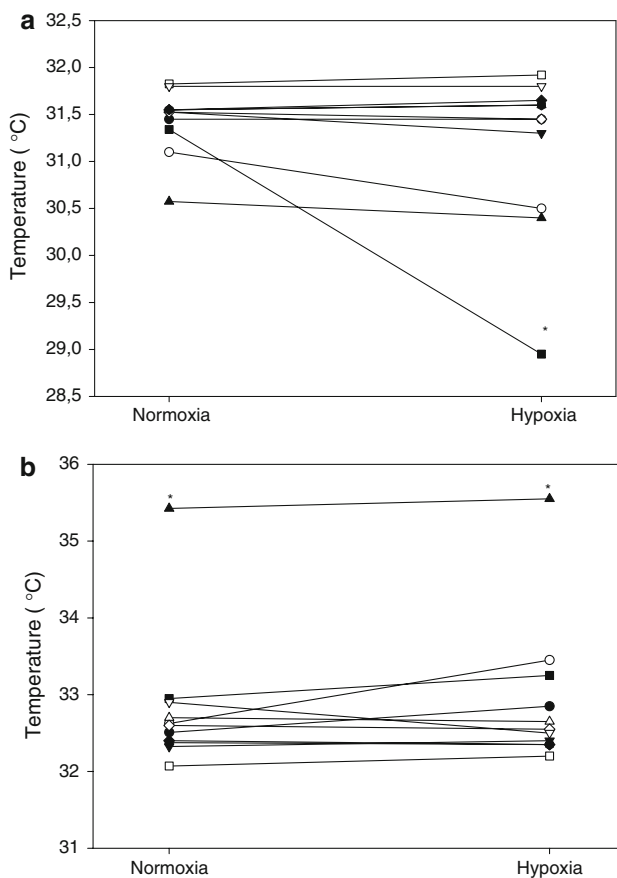 a
32,5
32,0
31,5
31,0
30,5
30,0
29,5
29,0
28,5
Temperature ( °C)
*
Normoxia Hypoxia
b
36
35
34
33
32
31
Temperature ( °C)
* *
Normoxia Hypoxia